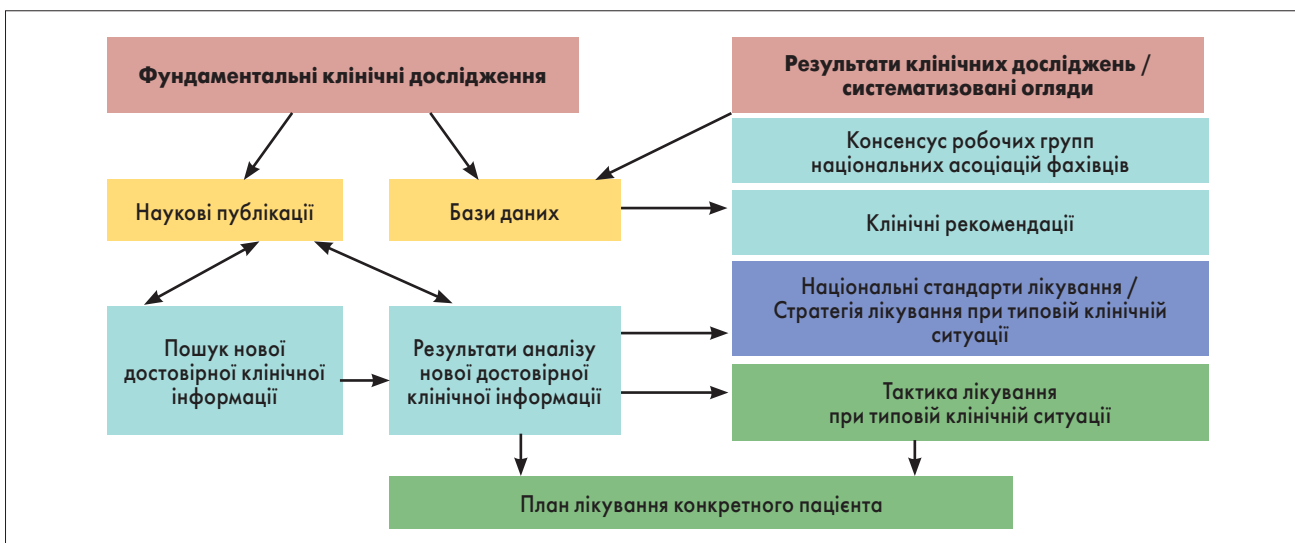 Фундаментальні клінічні дослідження
Результати клінічних досліджень /
систематизовані огляди
Консенсус робочих групп
національних асоціацій фахівців
Наукові публікації
Бази даних
Клінічні рекомендації
Національні стандарти лікування /
Стратегія лікування при типовій клінічній
ситуації
Пошук нової
достовірної клінічної
інформації
Результати аналізу
нової достовірної
клінічної інформації
Тактика лікування
при типовій клінічній ситуації
План лікування конкретного пацієнта